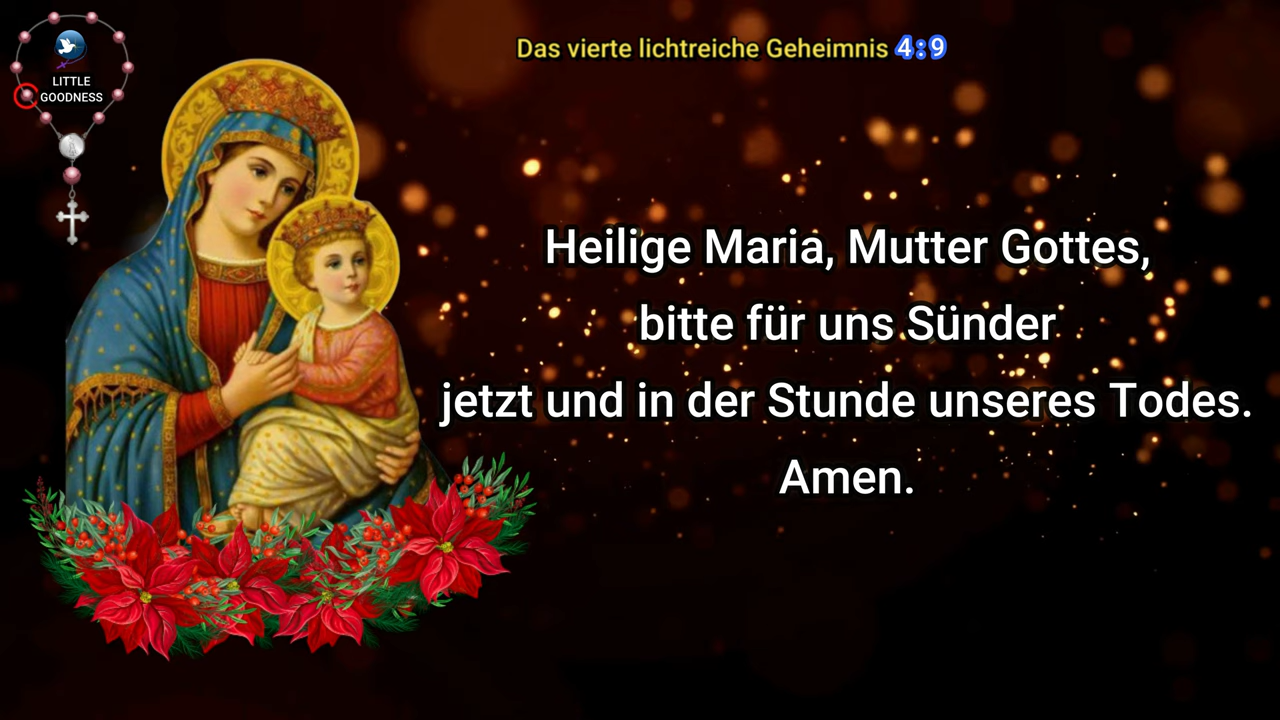 LITTLE
GOODNESS
Das vierte lichtreiche Geheimnis 4:9
Heilige Maria, Mutter Gottes,
bitte für uns Sünder
jetzt und in der Stunde unseres Todes.
Amen.